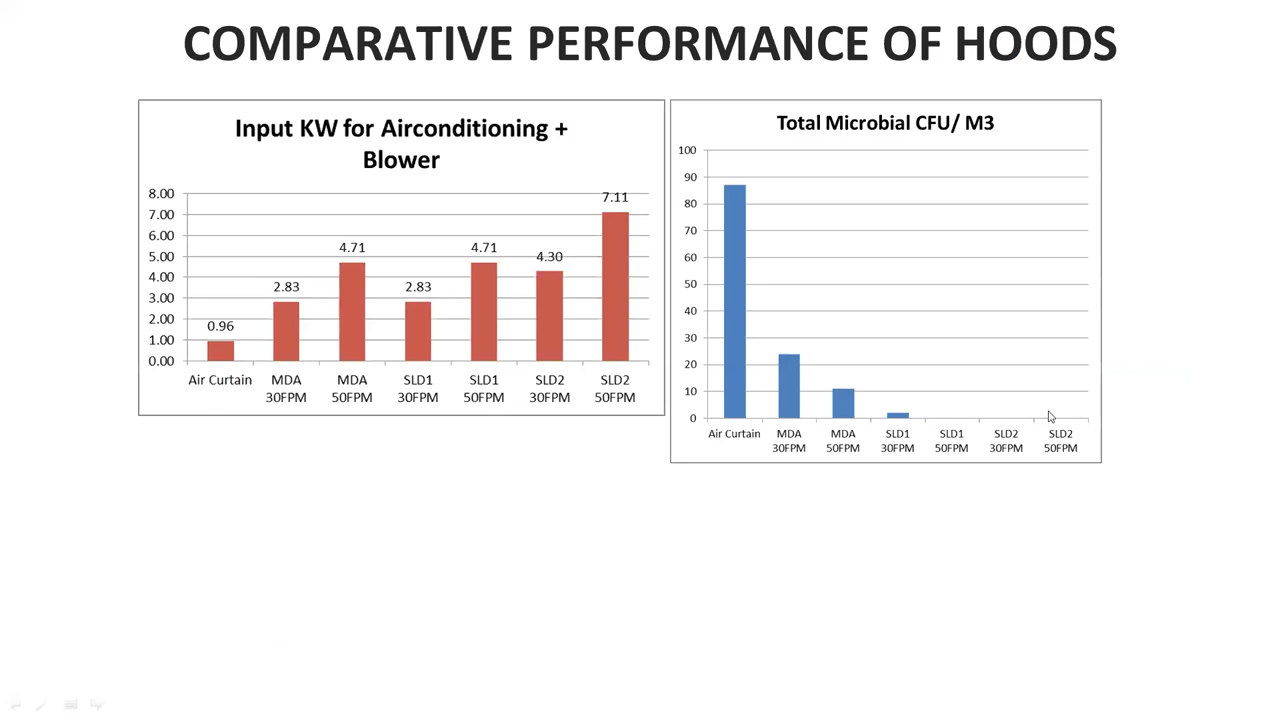 COMPARATIVE PERFORMANCE OF HOODS
Input KW for Airconditioning +
Blower
8.00
7.00
6.00
5.00
4.00
3.00
2.00
1.00
0.00
0.96
2.83
4.71
2.83
4.71
4.30
7.11
Air Curtain
MDA
30FPM
MDA
50FPM
SLD1
30FPM
SLD1
50FPM
SLD2
30FPM
SLD2
50FPM
Total Microbial CFU/ M3
100
90
80
70
60
50
40
30
20
10
0
Air Curtain
MDA
30FPM
MDA
50FPM
SLD1
30FPM
SLD1
50FPM
SLD2
30FPM
SLD2
50FPM